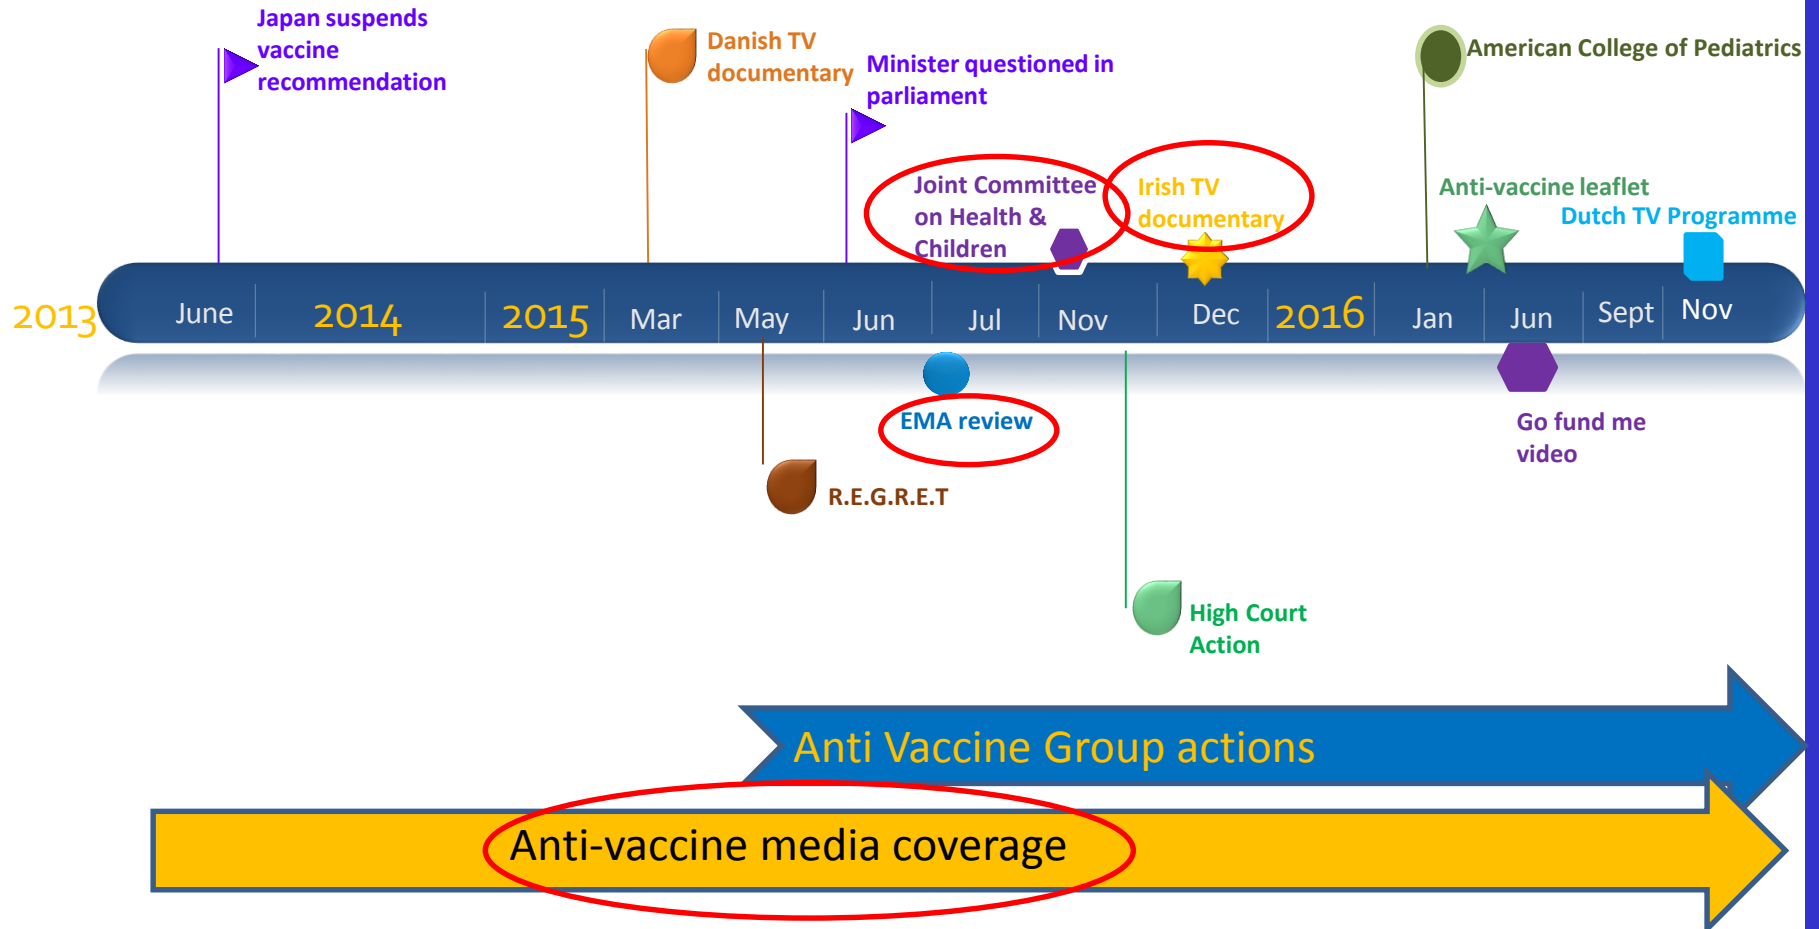 Japan suspends
vaccine
recommendation
Danish TV
documentary
Minister questioned in
parliament
American College of Pediatrics
Joint Committee
on Health &
Children
Irish TV
documentary
Anti-vaccine leaflet
Dutch TV Programme
2013 June 2014 2015 Mar May Jun Jul Nov Dec 2016 Jan Jun Sept Nov
EMA review
Go fund me
video
R.E.G.R.E.T
High Court
Action
Anti Vaccine Group actions
Anti-vaccine media coverage